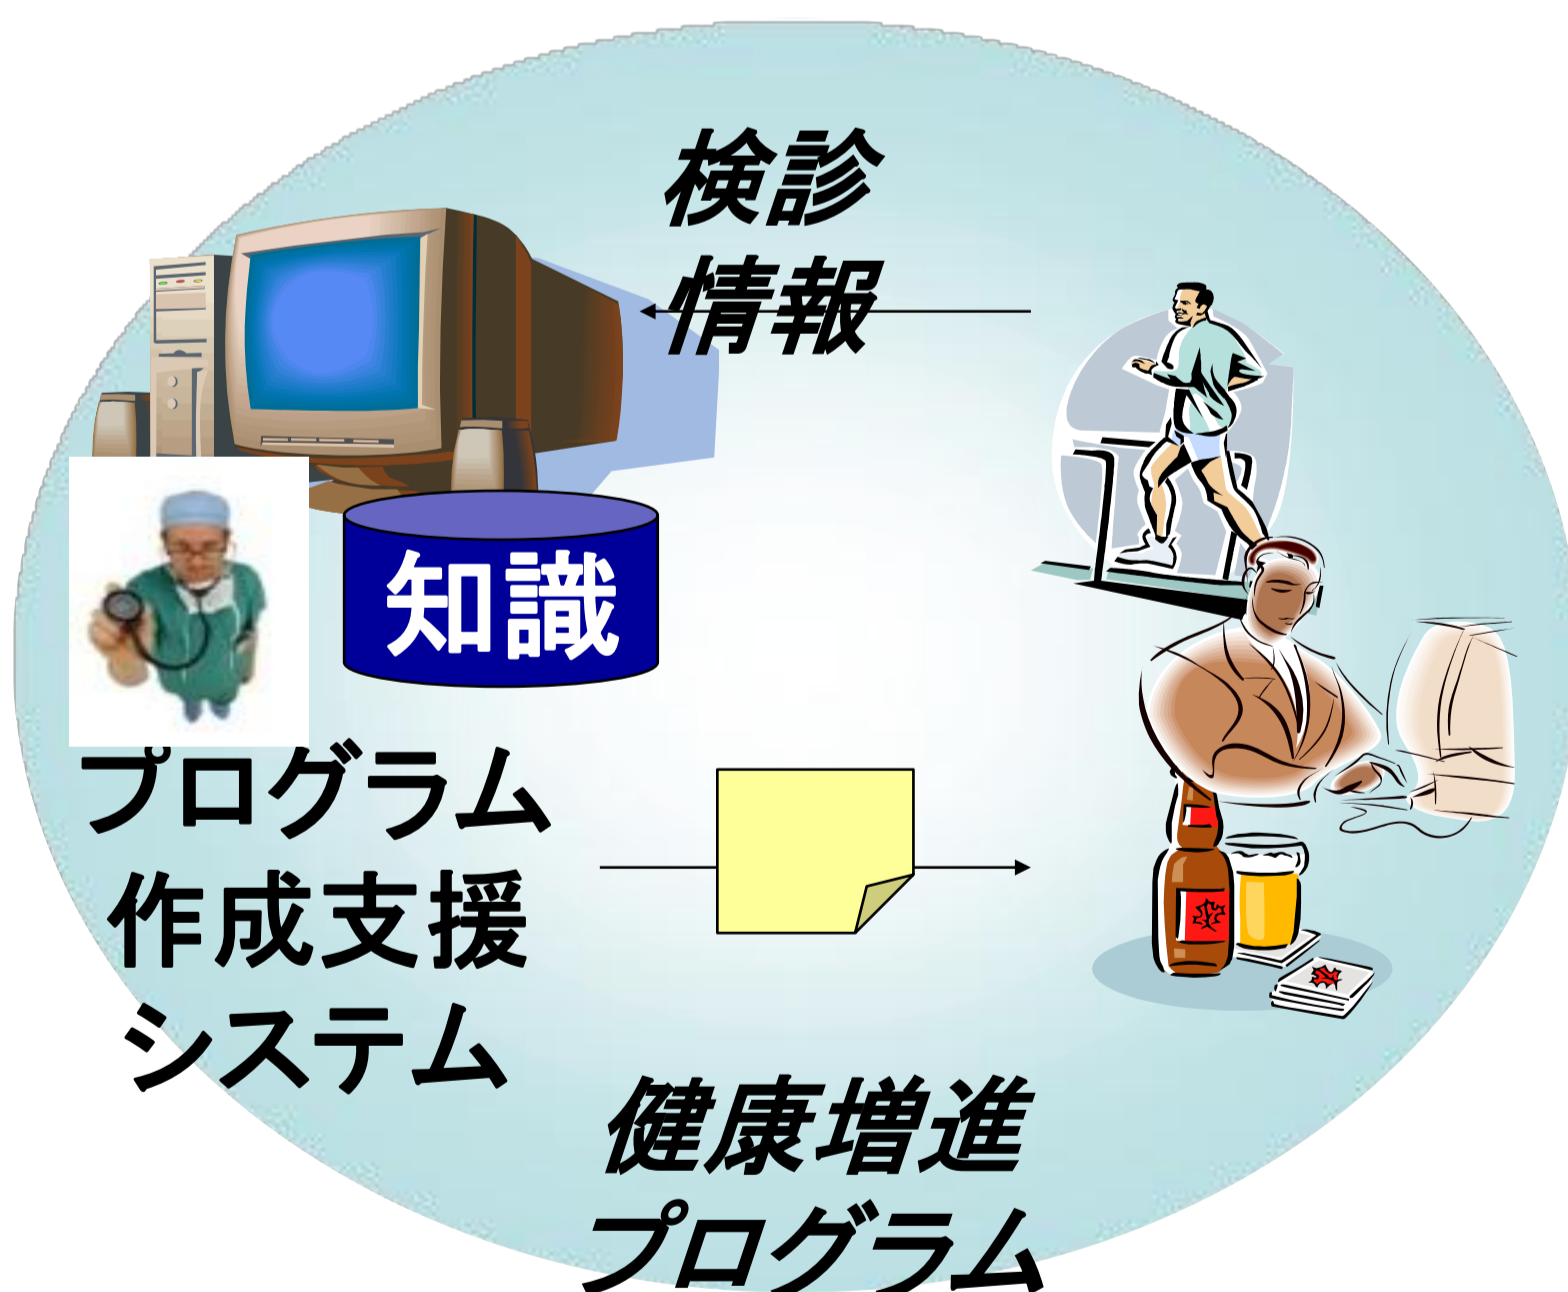 検診
情報
知識
プログラム
作成支援
システム
健康増進
プログラム